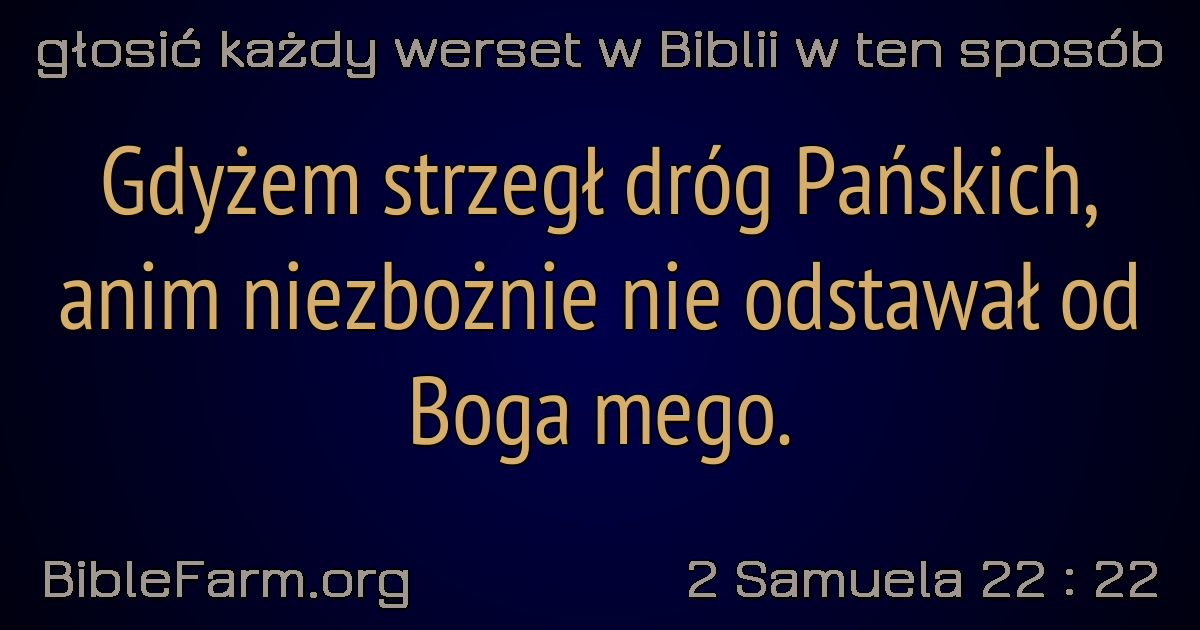 głosić każdy werset w Biblii w ten sposób
Gdyżem strzegł dróg Pańskich,
anim niezbożnie nie odstawał od
Boga mego.
BibleFarm.org
2 Samuela 22 : 22